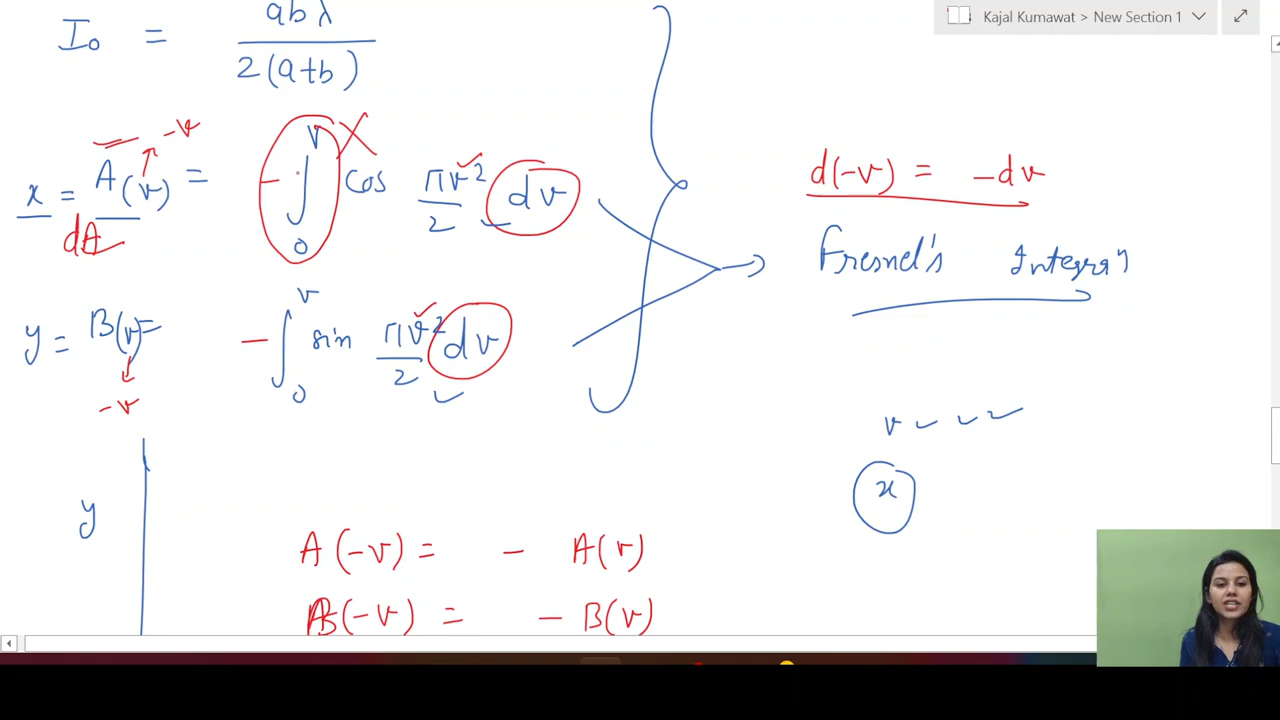 Kajal Kumawat > New Section 1
I₀ = abλ / 2(a+b)
-v
x = A(v) = - ∫₀ᵛ cos πv²/2 dv
d(-v) = -dv
dA
Fresnel's Integral
y = B(v) = - ∫₀ᵛ sin πv²/2 dv
-v
v
x
y
A(-v) = - A(v)
B(-v) = - B(v)